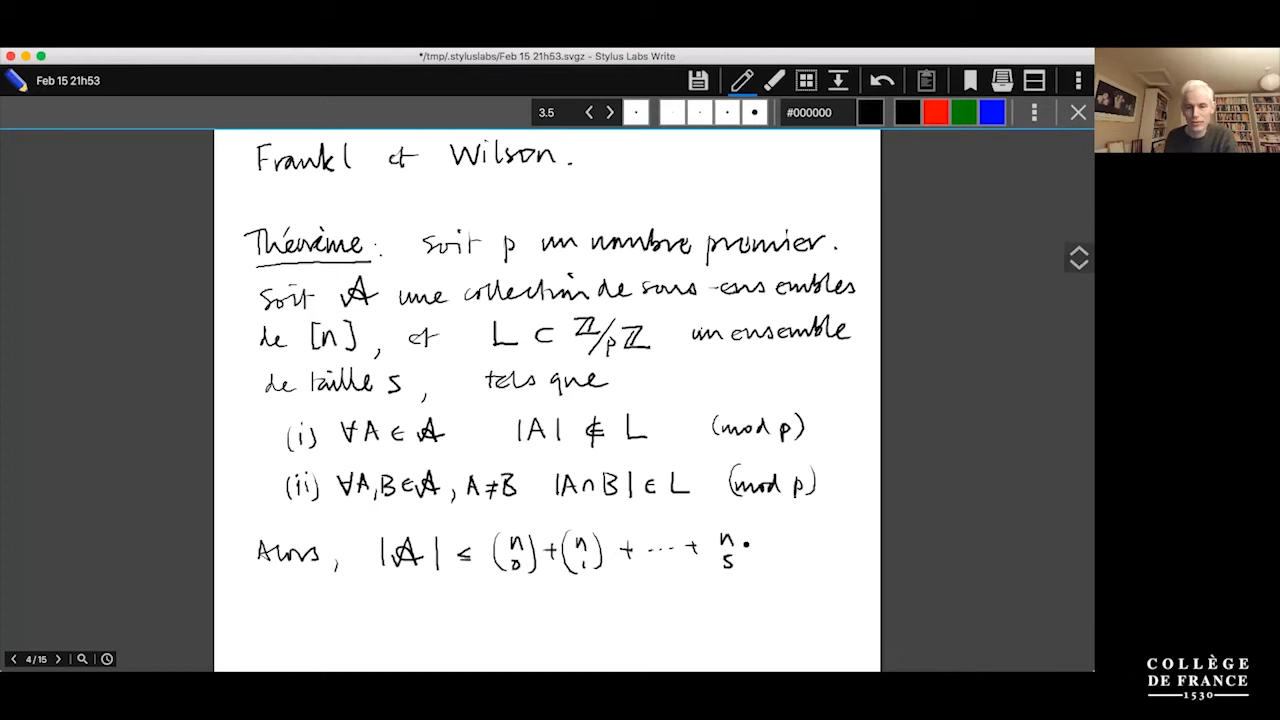 */tmp/.styluslabs/Feb 15 21h53.svgz - Stylus Labs Write
Feb 15 21h53
3.5
#000000
Frankl et Wilson.
Théorème : Soit p un nombre premier.
Soit 𝒜 une collection de sous-ensembles
de [n], et L ⊂ ℤ/pℤ un ensemble
de taille s, tels que
(i) ∀A ∈ 𝒜 |A| ∉ L (mod p)
(ii) ∀A,B ∈ 𝒜, A ≠ B |A ∩ B| ∈ L (mod p)
Alors, |𝒜| ≤ (n 0) + (n 1) + ... + n s
4/15
COLLÈGE
DE FRANCE
1530